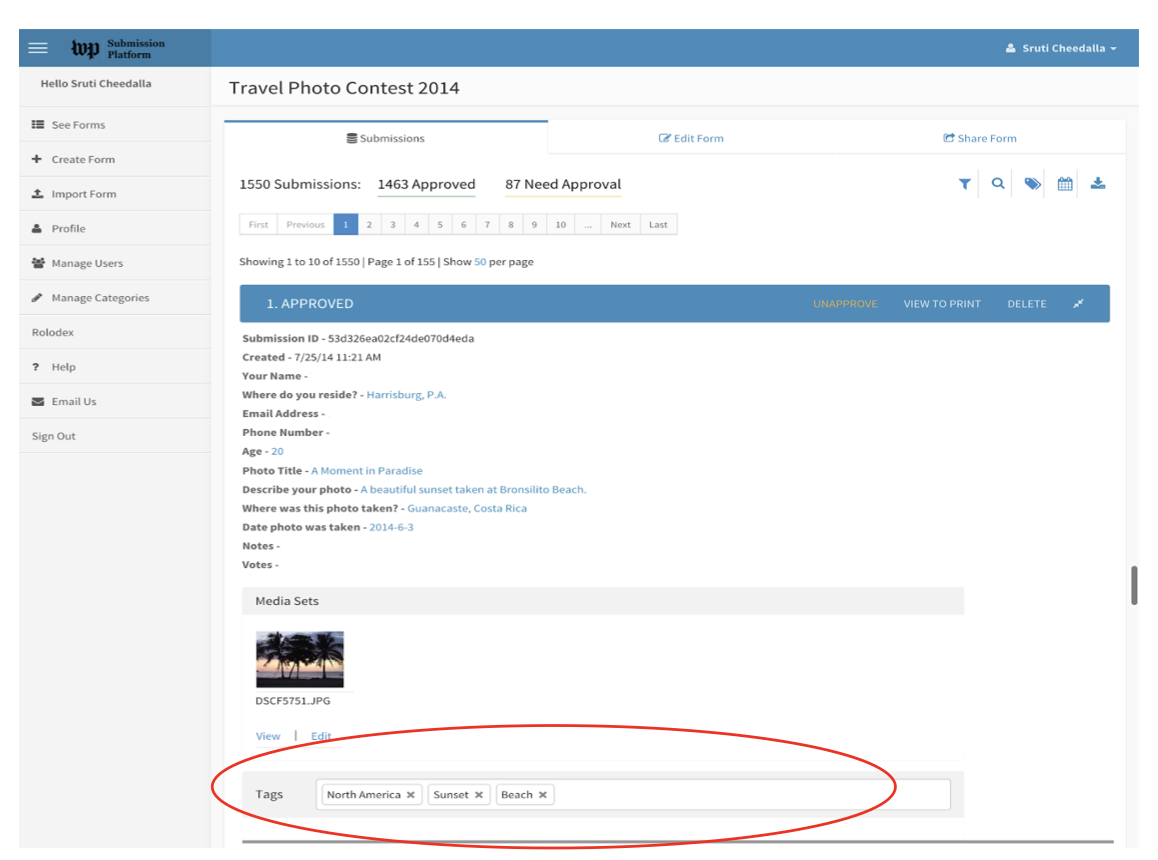 wp Submission Platform
Sruti Cheedalla
Hello Sruti Cheedalla
See Forms
Create Form
Import Form
Profile
Manage Users
Manage Categories
Rolodex
? Help
Email Us
Sign Out
Travel Photo Contest 2014
Submissions Edit Form Share Form
1550 Submissions: 1463 Approved 87 Need Approval
First Previous 1 2 3 4 5 6 7 8 9 10 ... Next Last
Showing 1 to 10 of 1550 | Page 1 of 155 | Show 50 per page
1. APPROVED UNAPPROVE VIEW TO PRINT DELETE
Submission ID - 53d326ea02cf24de070d4eda
Created - 7/25/14 11:21 AM
Your Name -
Where do you reside? - Harrisburg, P.A.
Email Address -
Phone Number -
Age - 20
Photo Title - A Moment in Paradise
Describe your photo - A beautiful sunset taken at Bronsilito Beach.
Where was this photo taken? - Guanacaste, Costa Rica
Date photo was taken - 2014-6-3
Notes -
Votes -
Media Sets
DSCF5751.JPG
View | Edit
Tags North America × Sunset × Beach ×